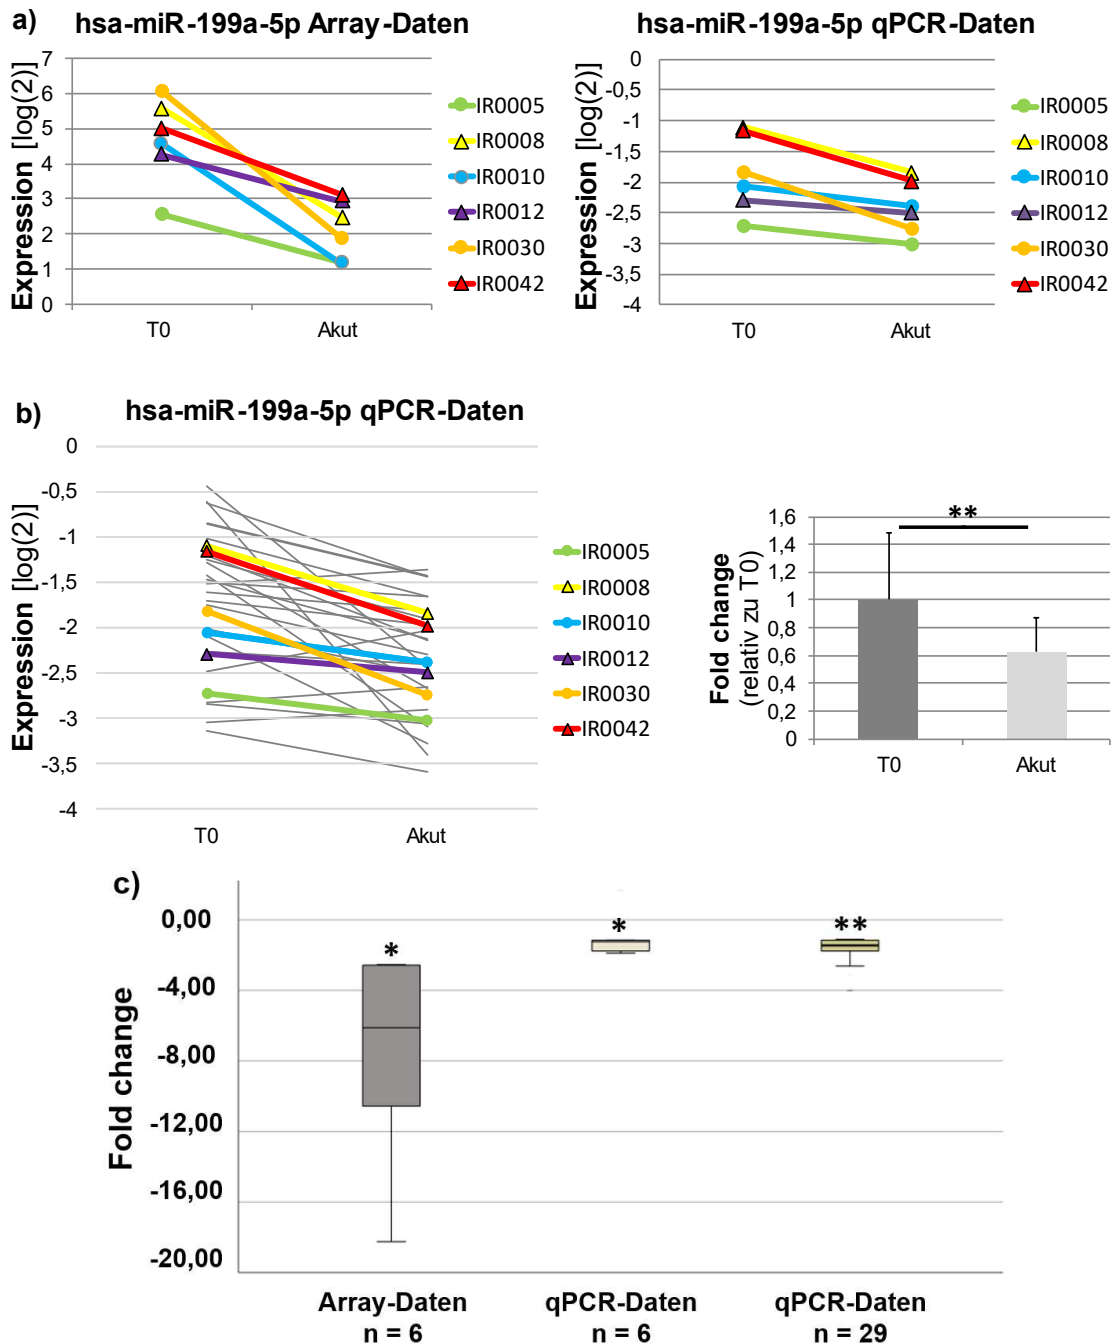 a)
hsa-miR-199a-5p Array-Daten
Expression [log(2)]
7
6
5
4
3
2
1
0
T0
Akut
IR0005
IR0008
IR0010
IR0012
IR0030
IR0042
hsa-miR-199a-5p qPCR-Daten
Expression [log(2)]
0
-0,5
-1
-1,5
-2
-2,5
-3
-3,5
-4
T0
Akut
IR0005
IR0008
IR0010
IR0012
IR0030
IR0042
b)
hsa-miR-199a-5p qPCR-Daten
Expression [log(2)]
0
-0,5
-1
-1,5
-2
-2,5
-3
-3,5
-4
T0
Akut
IR0005
IR0008
IR0010
IR0012
IR0030
IR0042
Fold change
(relativ zu T0)
1,6
1,4
1,2
1
0,8
0,6
0,4
0,2
0
**
T0
Akut
c)
Fold change
0,00
-4,00
-8,00
-12,00
-16,00
-20,00
*
*
**
Array-Daten
n = 6
qPCR-Daten
n = 6
qPCR-Daten
n = 29